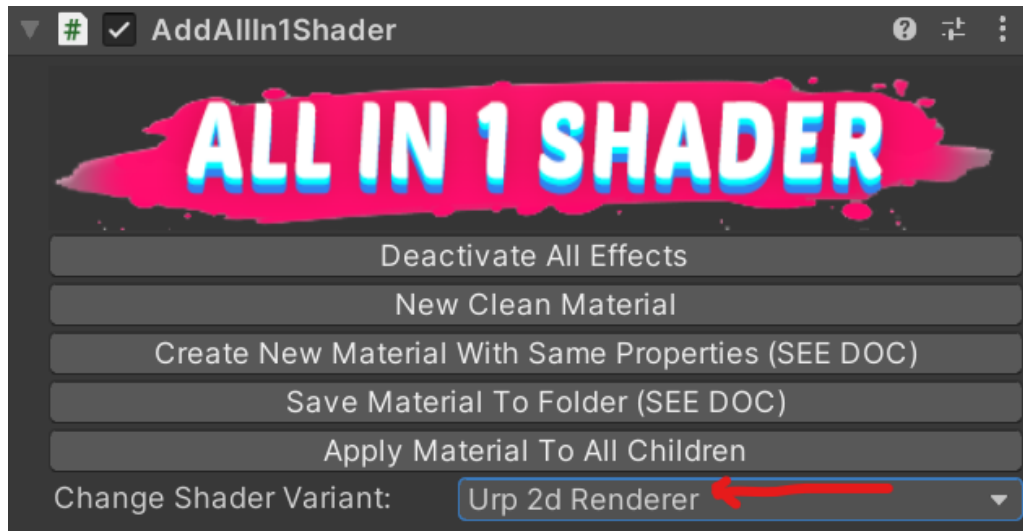 # AddAllIn1Shader
ALL IN 1 SHADER
Deactivate All Effects
New Clean Material
Create New Material With Same Properties (SEE DOC)
Save Material To Folder (SEE DOC)
Apply Material To All Children
Change Shader Variant: Urp 2d Renderer